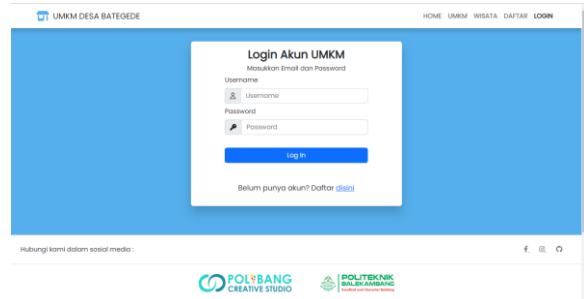 UMKM DESA BATEGEDE
HOME UMKM WISATA DAFTAR LOGIN
Login Akun UMKM
Masukkan Email dan Password
Username
Username
Password
Password
Log In
Belum punya akun? Daftar disini
Hubungi kami dalam sosial media :
POLYBANG
CREATIVE STUDIO
POLITEKNIK
BALEKAMBANG